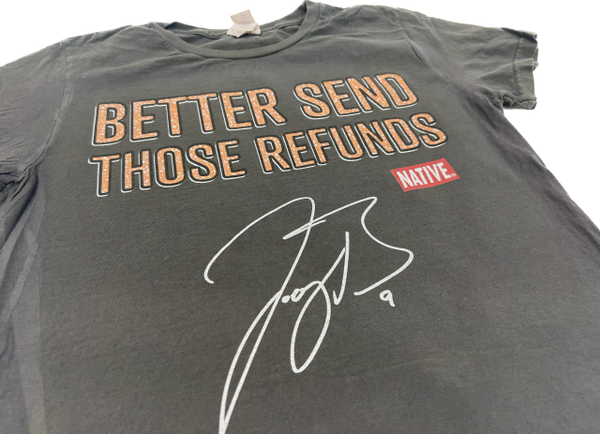 BETTER SEND
THOSE REFUNDS
NATIVE
9